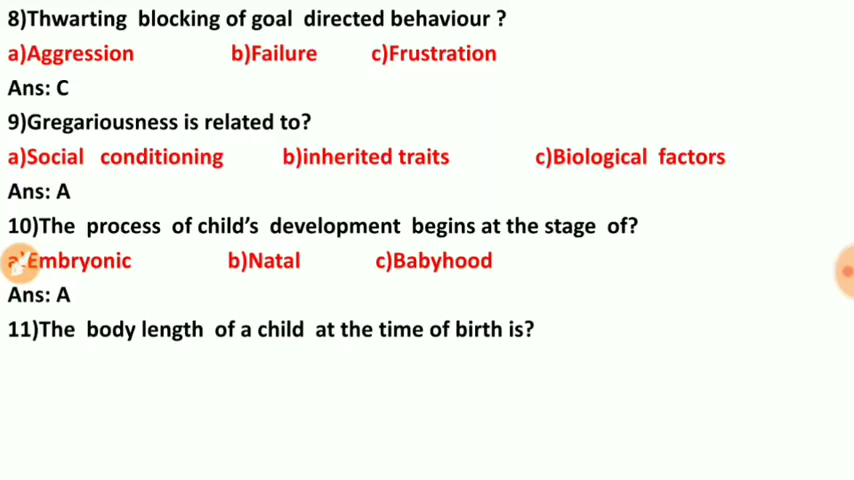 8)Thwarting blocking of goal directed behaviour ?
a)Aggression b)Failure c)Frustration
Ans: C
9)Gregariousness is related to?
a)Social conditioning b)inherited traits c)Biological factors
Ans: A
10)The process of child's development begins at the stage of?
a)Embryonic b)Natal c)Babyhood
Ans: A
11)The body length of a child at the time of birth is?